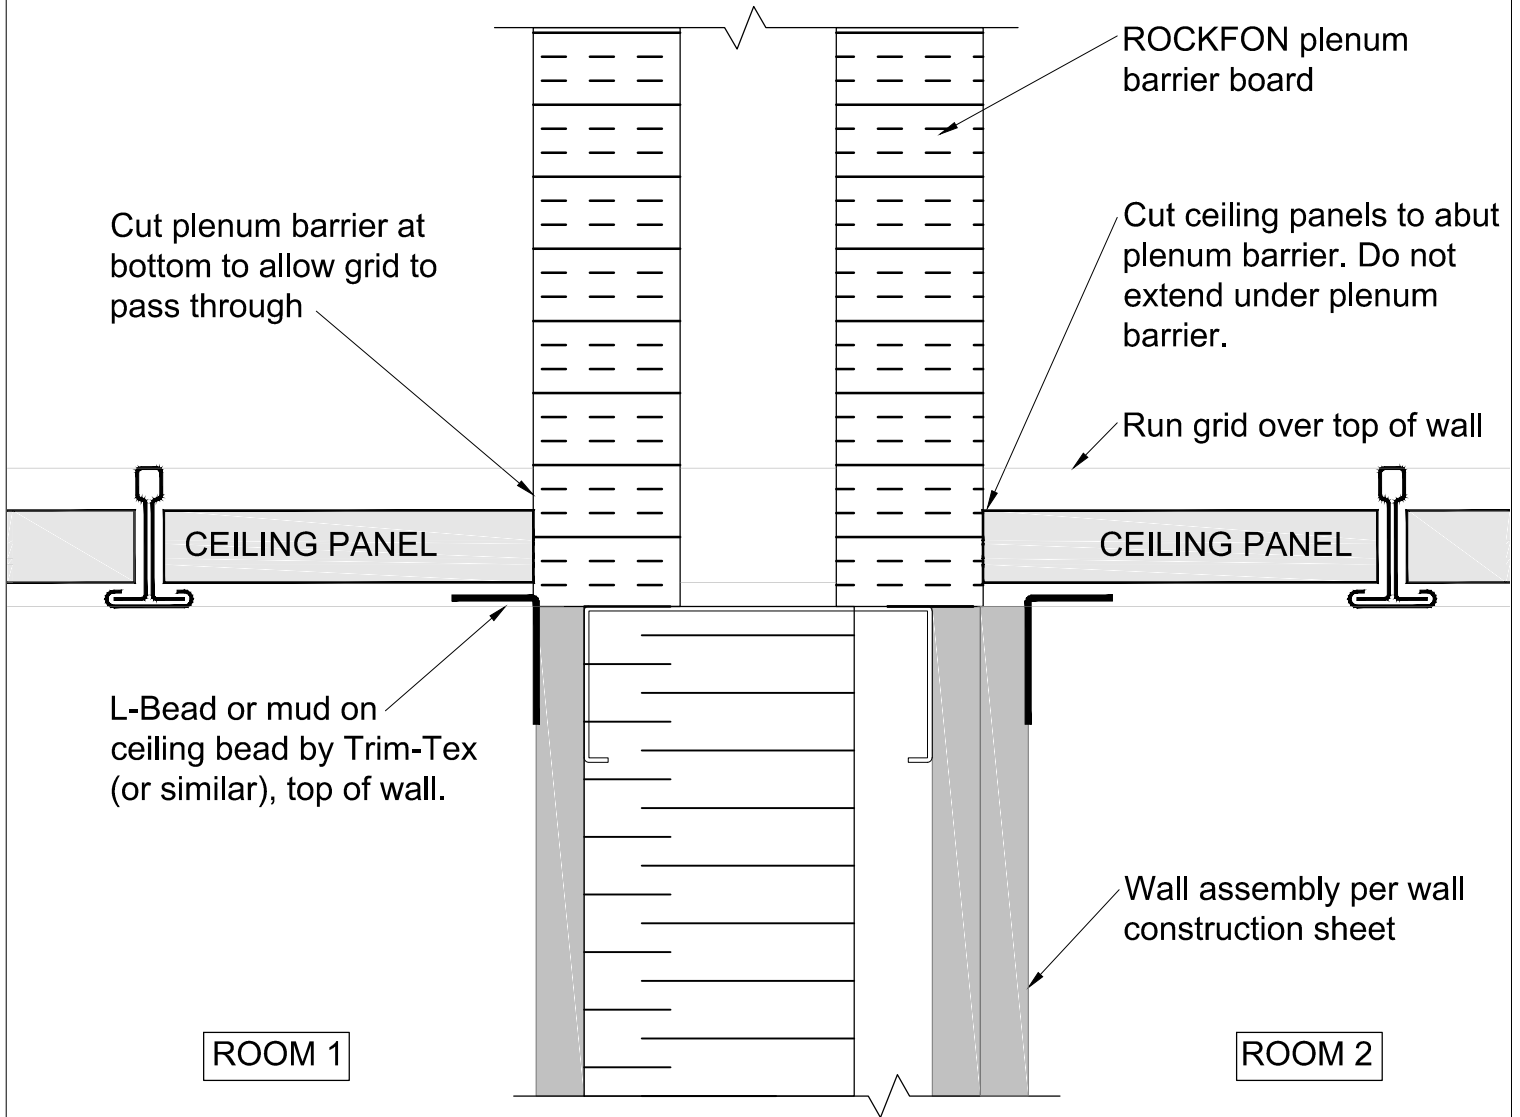 ROCKFON plenum
barrier board
Cut plenum barrier at
bottom to allow grid to
pass through
Cut ceiling panels to abut
plenum barrier. Do not
extend under plenum
barrier.
Run grid over top of wall
CEILING PANEL
CEILING PANEL
L-Bead or mud on
ceiling bead by Trim-Tex
(or similar), top of wall.
Wall assembly per wall
construction sheet
ROOM 1
ROOM 2